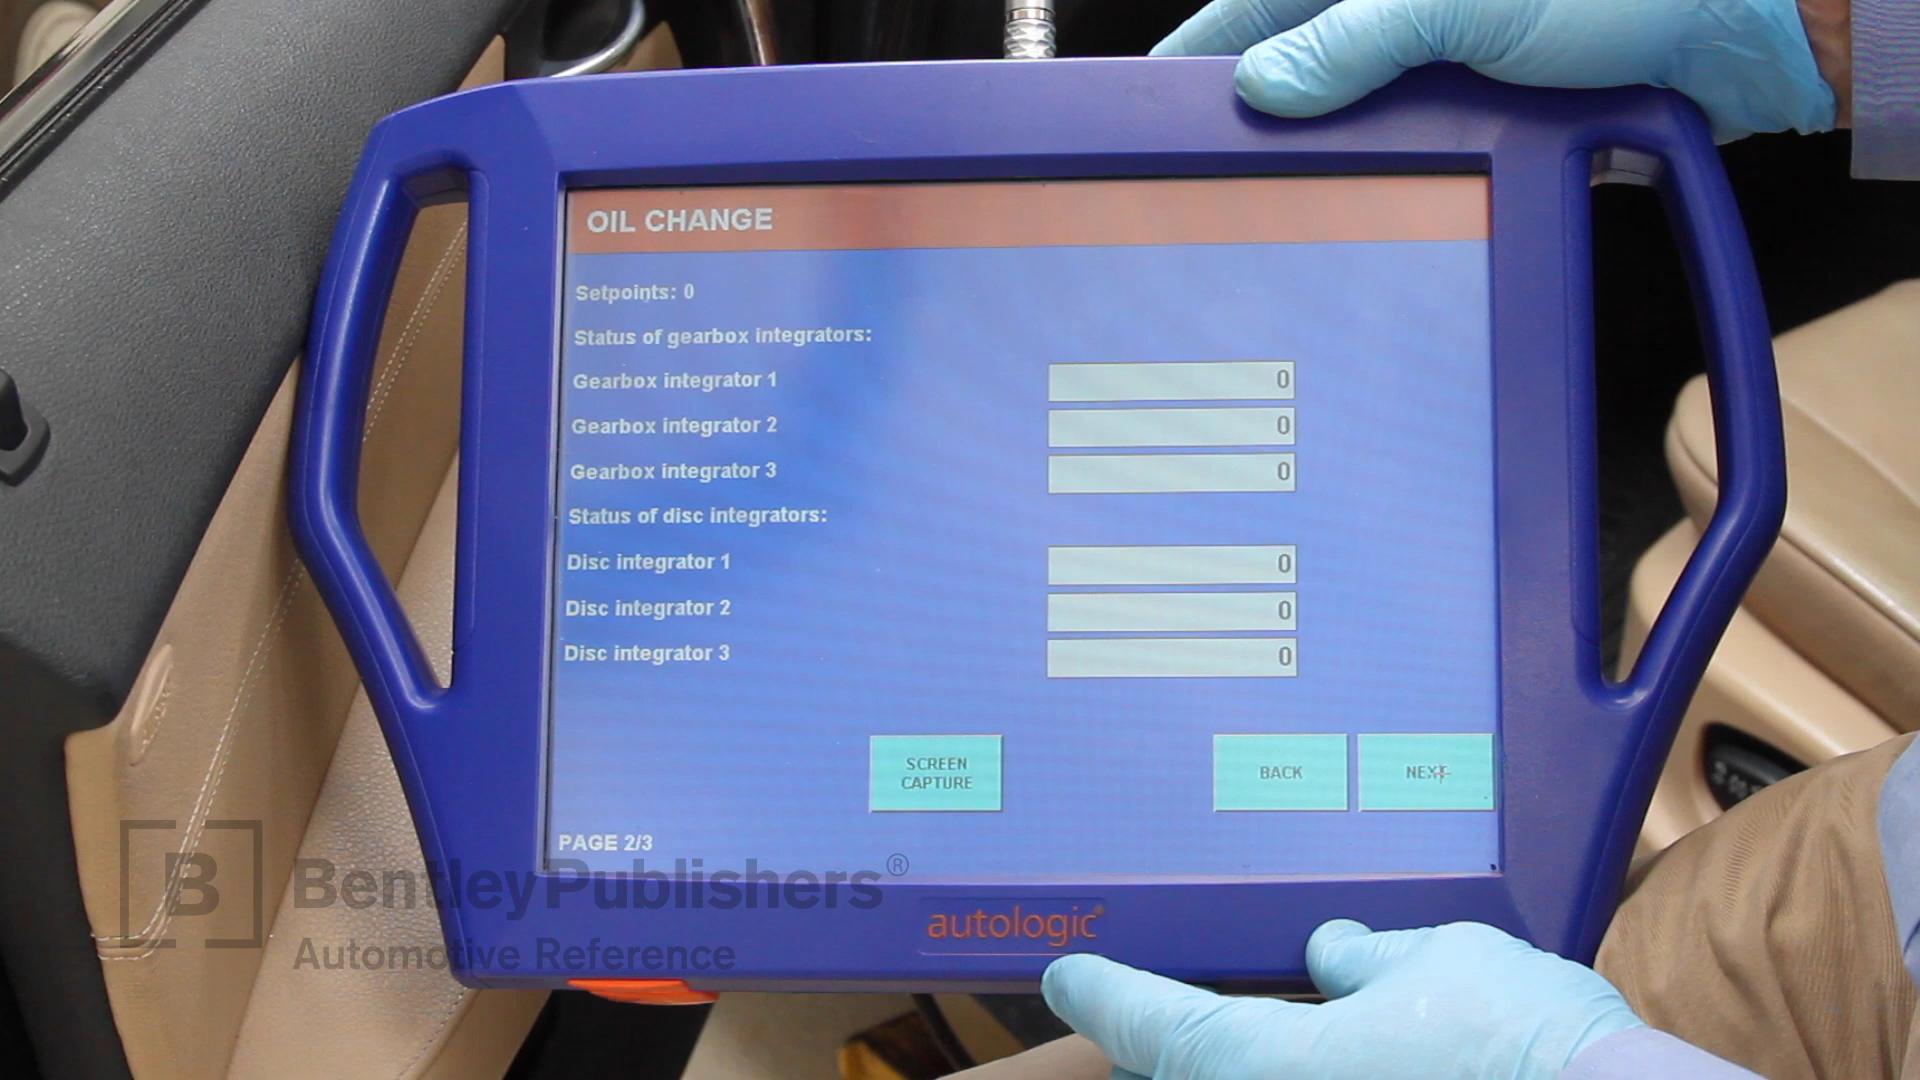 OIL CHANGE
Setpoints: 0
Status of gearbox integrators:
Gearbox integrator 1 0
Gearbox integrator 2 0
Gearbox integrator 3 0
Status of disc integrators:
Disc integrator 1 0
Disc integrator 2 0
Disc integrator 3 0
SCREEN
CAPTURE
BACK
NEXT
PAGE 2/3
autologic®
B
BentleyPublishers®
Automotive Reference